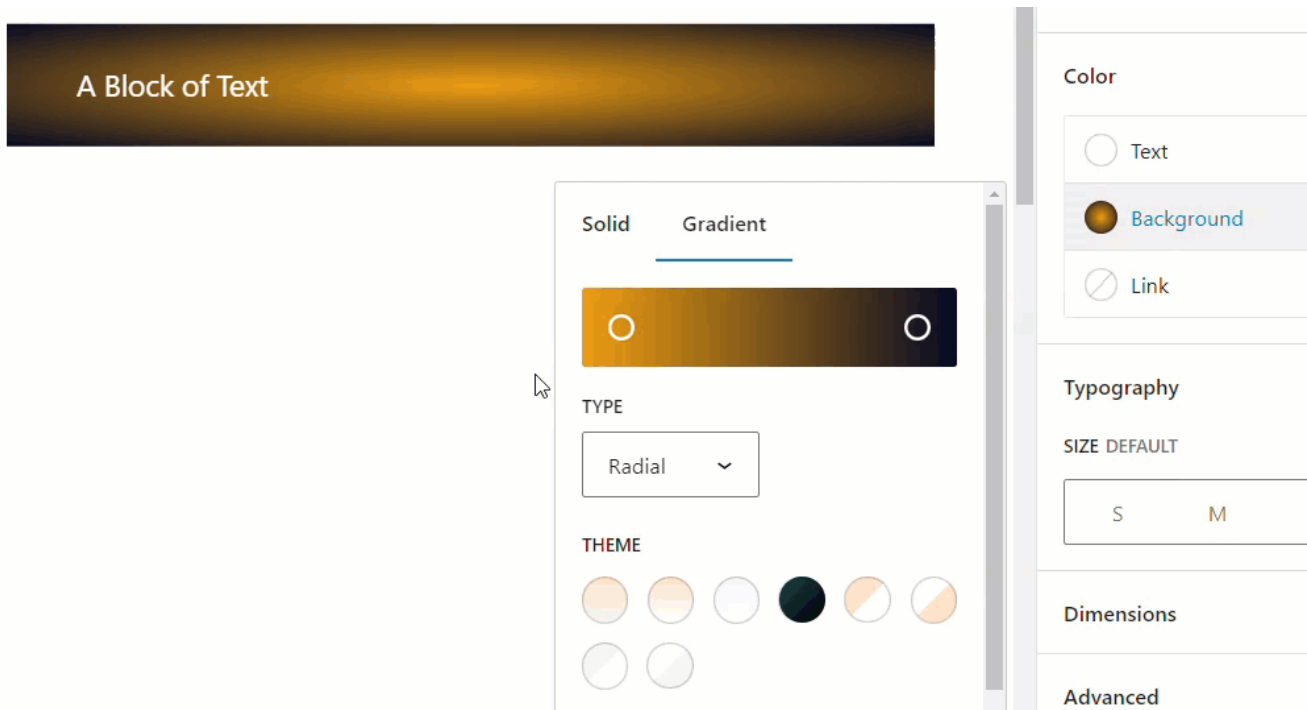 A Block of Text
Solid Gradient
TYPE
Radial
THEME
Color
Text
Background
Link
Typography
SIZE DEFAULT
S M
Dimensions
Advanced